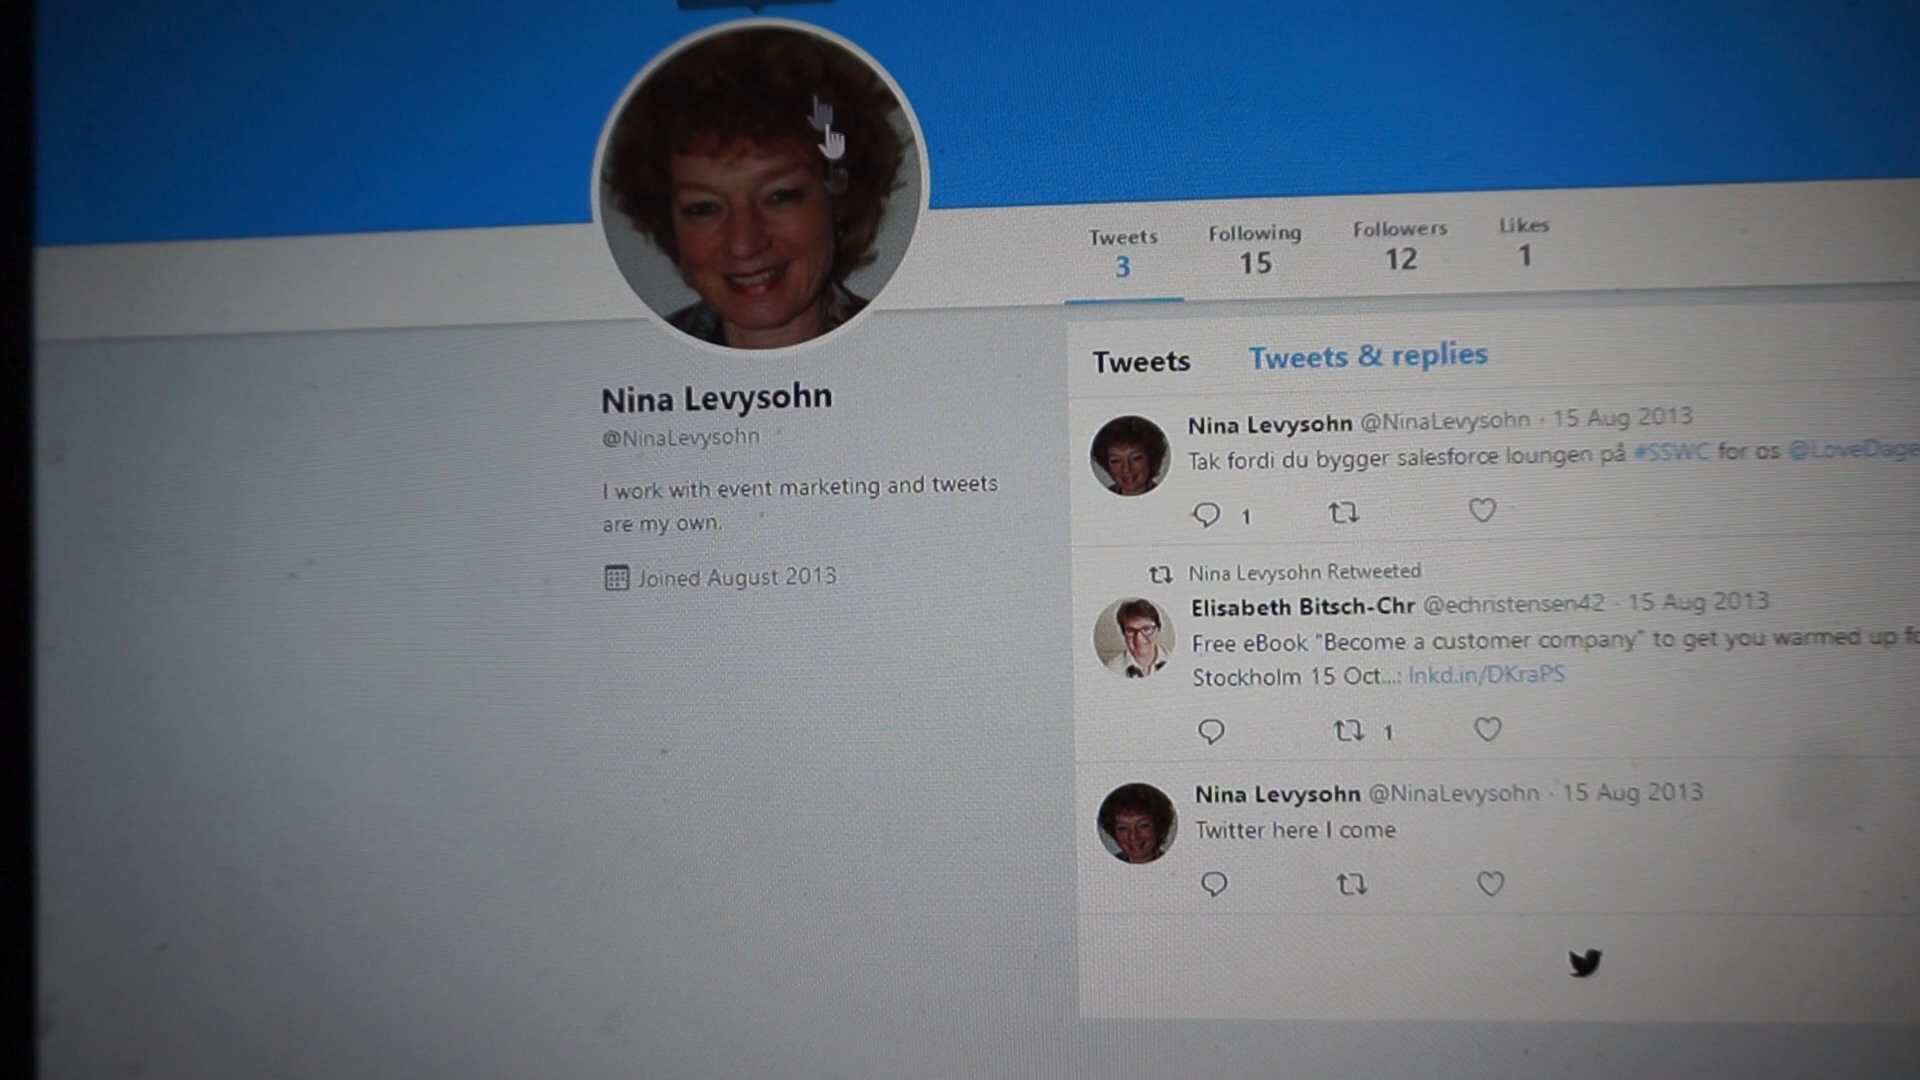 Tweets Following Followers Likes
3 15 12 1
Nina Levysohn
@NinaLevysohn
I work with event marketing and tweets
are my own.
Joined August 2013
Tweets Tweets & replies
Nina Levysohn @NinaLevysohn · 15 Aug 2013
Tak fordi du bygger salesforce loungen på #SSWC for os @LoveDage
1
Nina Levysohn Retweeted
Elisabeth Bitsch-Chr @echristensen42 · 15 Aug 2013
Free eBook "Become a customer company" to get you warmed up fo
Stockholm 15 Oct...: lnkd.in/DKraPS
1
Nina Levysohn @NinaLevysohn · 15 Aug 2013
Twitter here I come